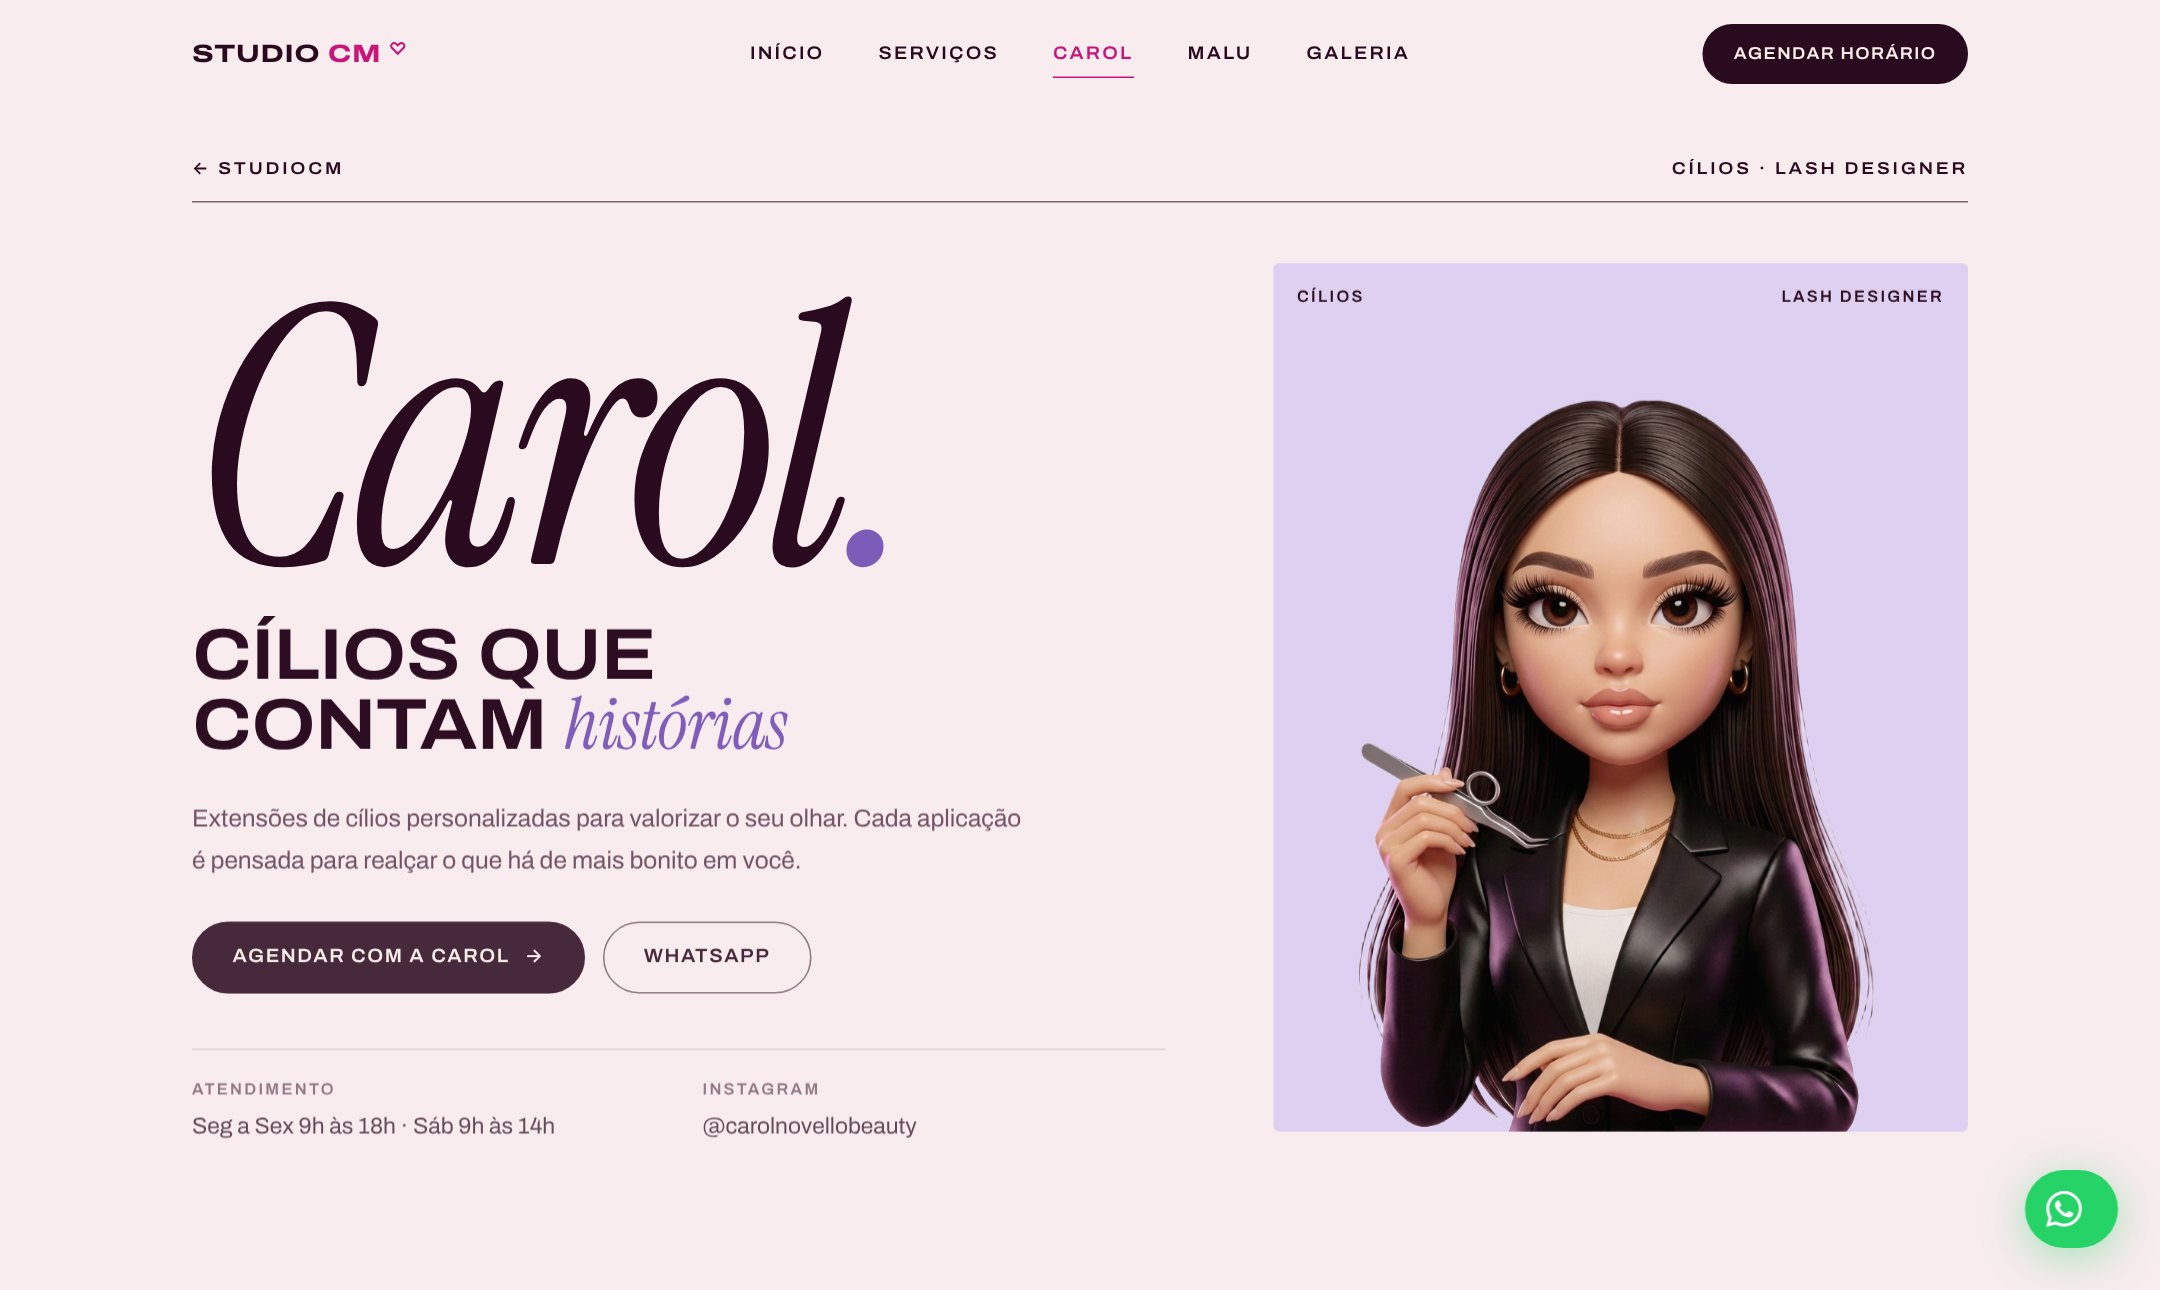 STUDIO CM
INÍCIO
SERVIÇOS
CAROL
MALU
GALERIA
AGENDAR HORÁRIO
← STUDIOCM
CÍLIOS · LASH DESIGNER
Carol.
CÍLIOS QUE
CONTAM histórias
Extensões de cílios personalizadas para valorizar o seu olhar. Cada aplicação
é pensada para realçar o que há de mais bonito em você.
AGENDAR COM A CAROL →
WHATSAPP
ATENDIMENTO
Seg a Sex 9h às 18h · Sáb 9h às 14h
INSTAGRAM
@carolnovellobeauty
CÍLIOS
LASH DESIGNER